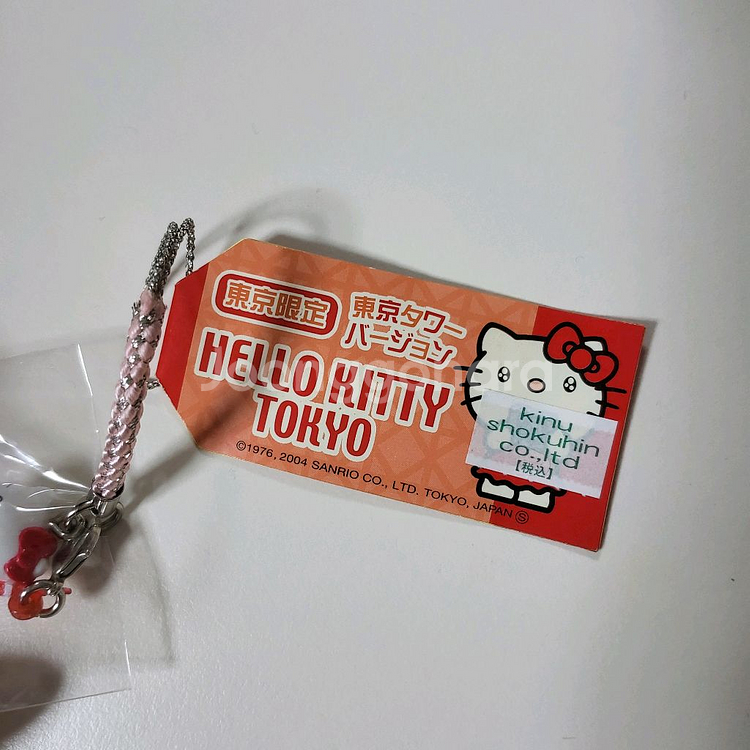 東京限定
東京タワー
バージョン
HELLO KITTY
TOKYO
©1976, 2004 SANRIO CO., LTD. TOKYO, JAPAN Ⓢ
kinu
shokuhin
co.,ltd
[税込]
joonggonara